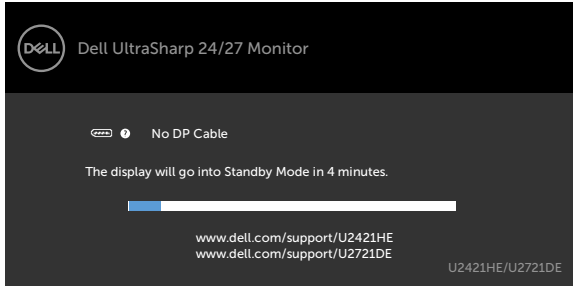 DELL
Dell UltraSharp 24/27 Monitor
? No DP Cable
The display will go into Standby Mode in 4 minutes.
www.dell.com/support/U2421HE
www.dell.com/support/U2721DE
U2421HE/U2721DE